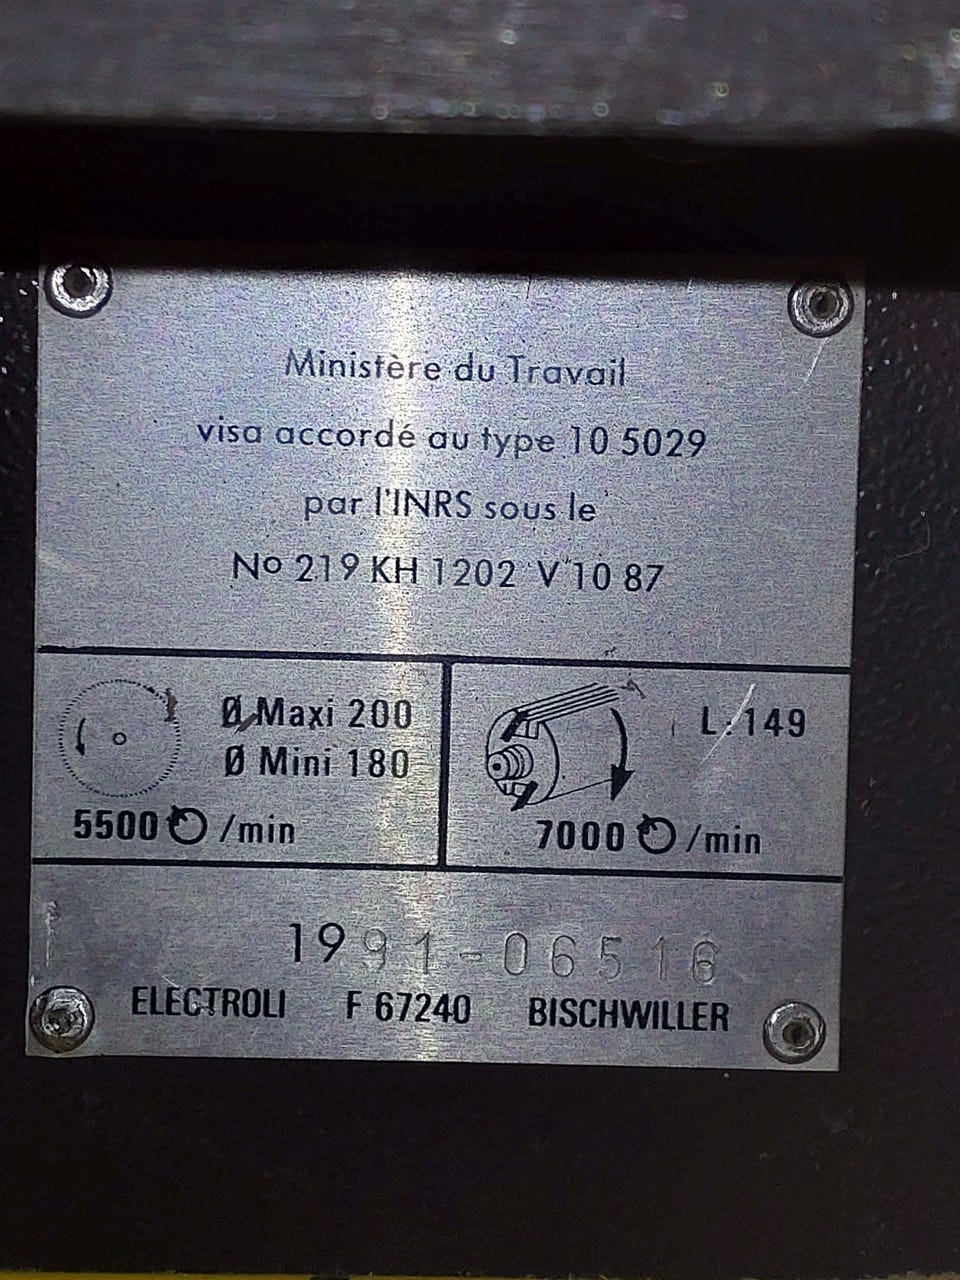 Ministère du Travail
visa accordé au type 10 5029
par l'INRS sous le
No 219 KH 1202 V 10 87
Ø Maxi 200
Ø Mini 180
5500 /min
L: 149
7000 /min
1991-06516
ELECTROLI F 67240 BISCHWILLER